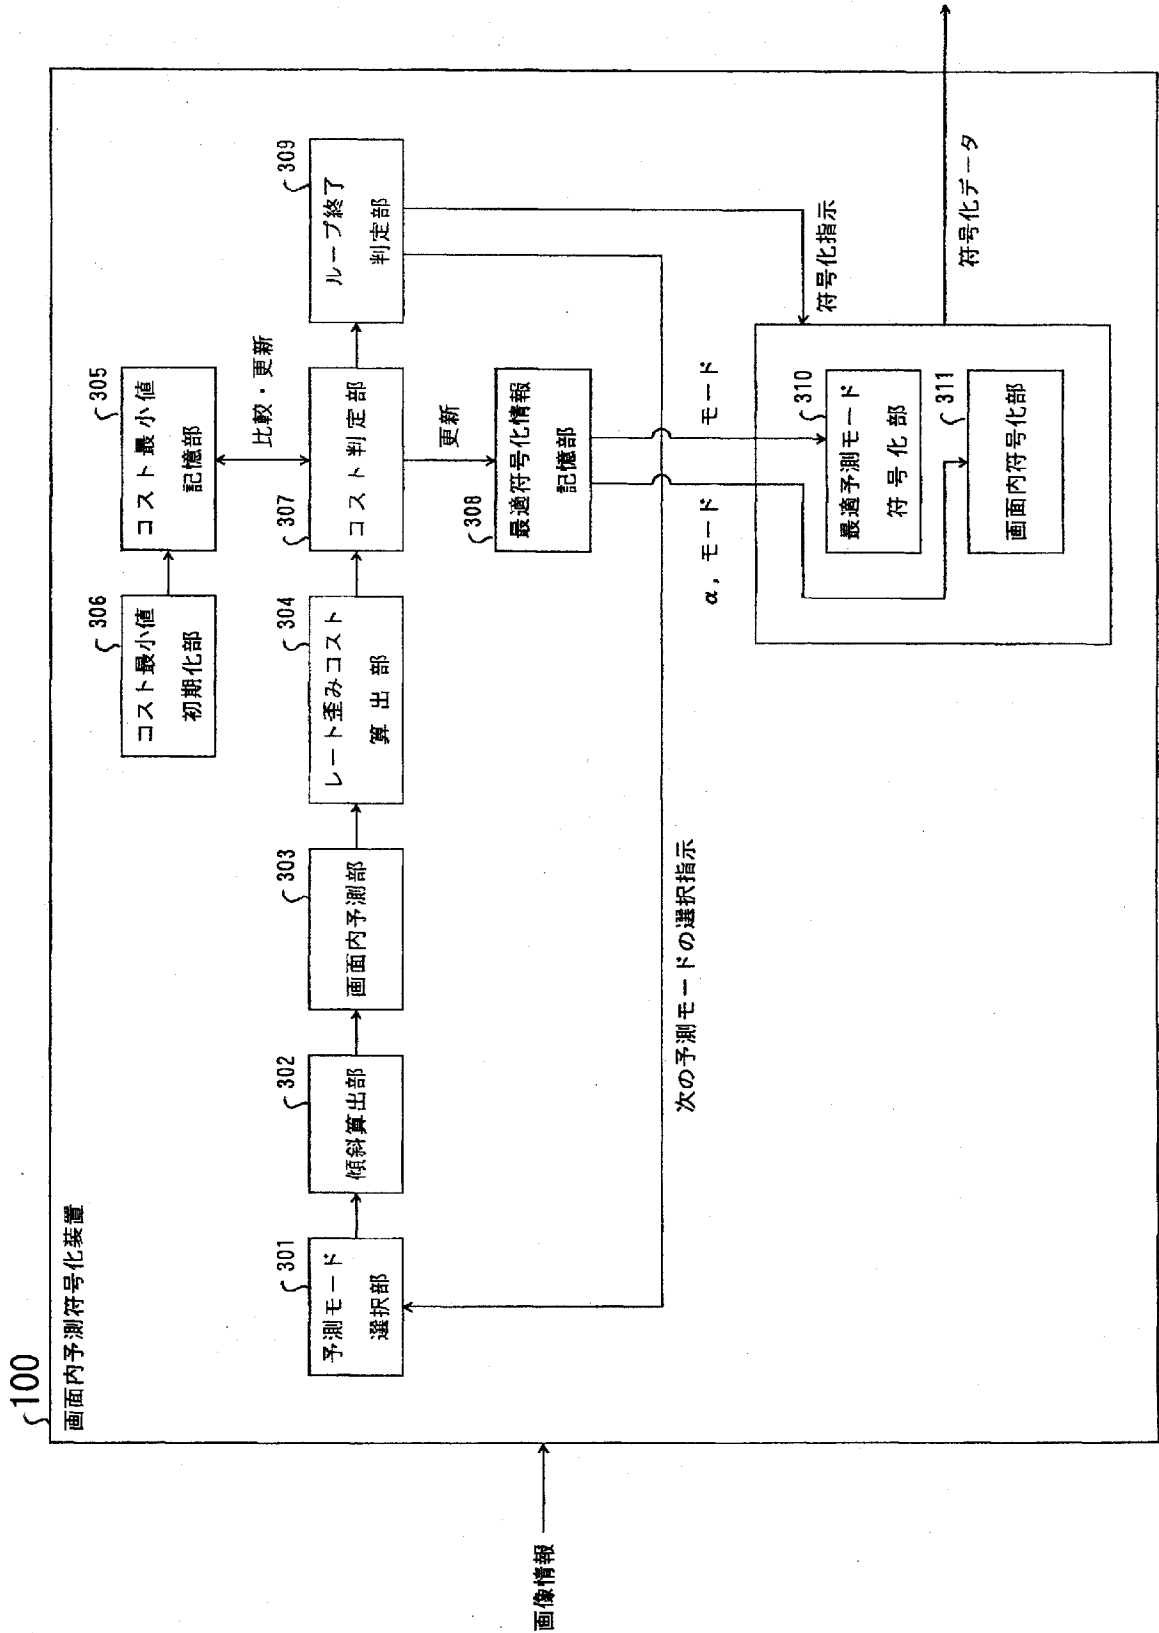 100
画面内予測符号化装置
画像情報
306
コスト最小値
初期化部
305
コスト最小値
記憶部
比較・更新
301
予測モード
選択部
302
傾斜算出部
303
画面内予測部
304
レート歪みコスト
算出部
307
コスト判定部
309
ループ終了
判定部
更新
308
最適符号化情報
記憶部
次の予測モードの選択指示
α，モード
モード
符号化指示
310
最適予測モード
符号化部
311
画面内符号化部
符号化データ